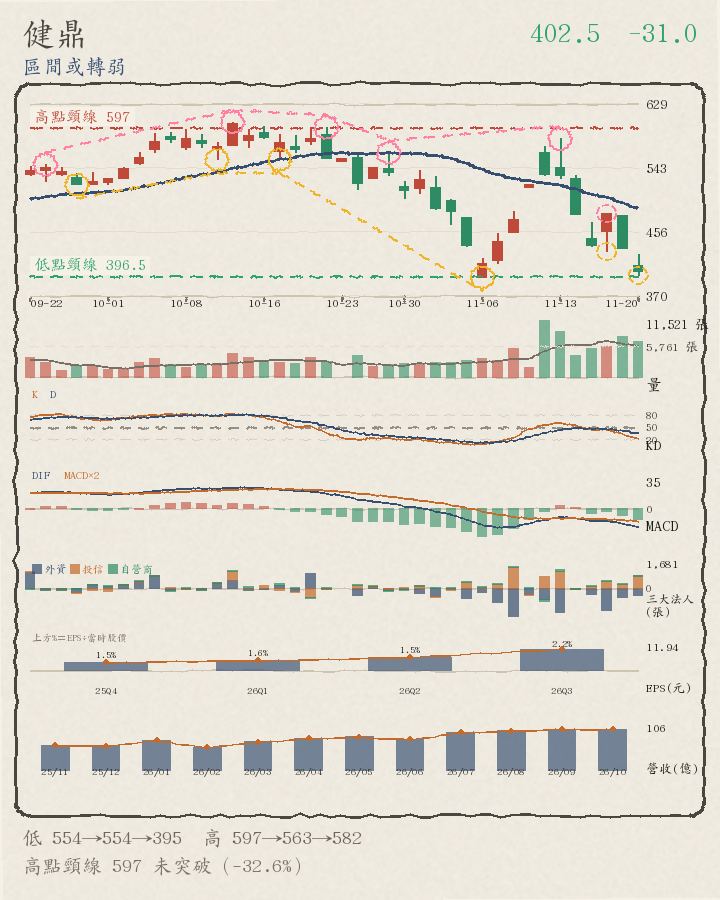 健鼎
402.5 -31.0
區間或轉弱
629
高點頸線 597
543
456
低點頸線 396.5
370
09-22 10-01 10-08 10-16 10-23 10-30 11-06 11-13 11-20
11,521 張
5,761 張
量
K D
80
50
20
KD
DIF MACD×2
35
0
MACD
外資 投信 自營商
1,681
0
三大法人
(張)
上方%=EPS÷當時股價
1.5% 1.6% 1.5% 2.2%
11.94
25Q4 26Q1 26Q2 26Q3
EPS(元)
106
25/11 25/12 26/01 26/02 26/03 26/04 26/05 26/06 26/07 26/08 26/09 26/10
營收(億)
低 554→554→395 高 597→563→582
高點頸線 597 未突破 (-32.6%)